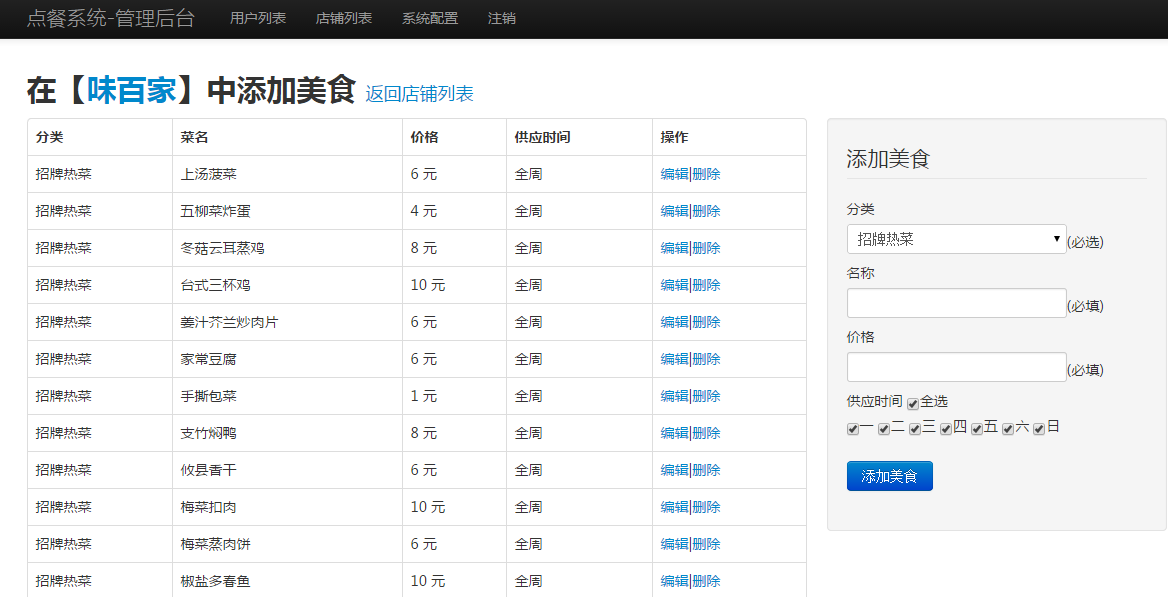 点餐系统-管理后台 用户列表 店铺列表 系统配置 注销
在【味百家】中添加美食 返回店铺列表
分类 菜名 价格 供应时间 操作
招牌热菜 上汤菠菜 6 元 全周 编辑|删除
招牌热菜 五柳菜炸蛋 4 元 全周 编辑|删除
招牌热菜 冬菇云耳蒸鸡 8 元 全周 编辑|删除
招牌热菜 台式三杯鸡 10 元 全周 编辑|删除
招牌热菜 姜汁芥兰炒肉片 6 元 全周 编辑|删除
招牌热菜 家常豆腐 6 元 全周 编辑|删除
招牌热菜 手撕包菜 1 元 全周 编辑|删除
招牌热菜 支竹焖鸭 8 元 全周 编辑|删除
招牌热菜 攸县香干 6 元 全周 编辑|删除
招牌热菜 梅菜扣肉 10 元 全周 编辑|删除
招牌热菜 梅菜蒸肉饼 6 元 全周 编辑|删除
招牌热菜 椒盐多春鱼 10 元 全周 编辑|删除
添加美食
分类
招牌热菜 (必选)
名称
(必填)
价格
(必填)
供应时间 全选
一 二 三 四 五 六 日
添加美食